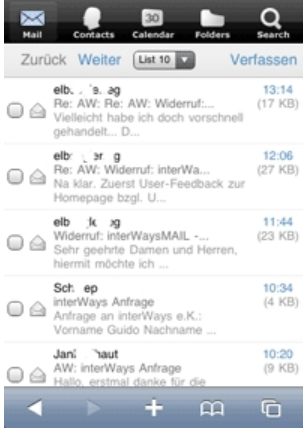 Mail Contacts 30 Calendar Folders Search
Zurück Weiter List 10 Verfassen
13:14
Re: AW: Re: AW: Widerruf:... (17 KB)
Vielleicht habe ich doch vorschnell
gehandelt... D...
12:06
Re: AW: Widerruf: interWa... (27 KB)
Na klar. Zuerst User-Feedback zur
Homepage bzgl. U...
11:44
Widerruf: interWaysMAIL -... (23 KB)
Sehr geehrte Damen und Herren,
hiermit möchte ich ...
10:34
interWays Anfrage (4 KB)
Anfrage an interWays e.K.:
Vorname Guido Nachname ...
10:20
AW: interWays Anfrage (9 KB)
Hallo, erstmal danke für die